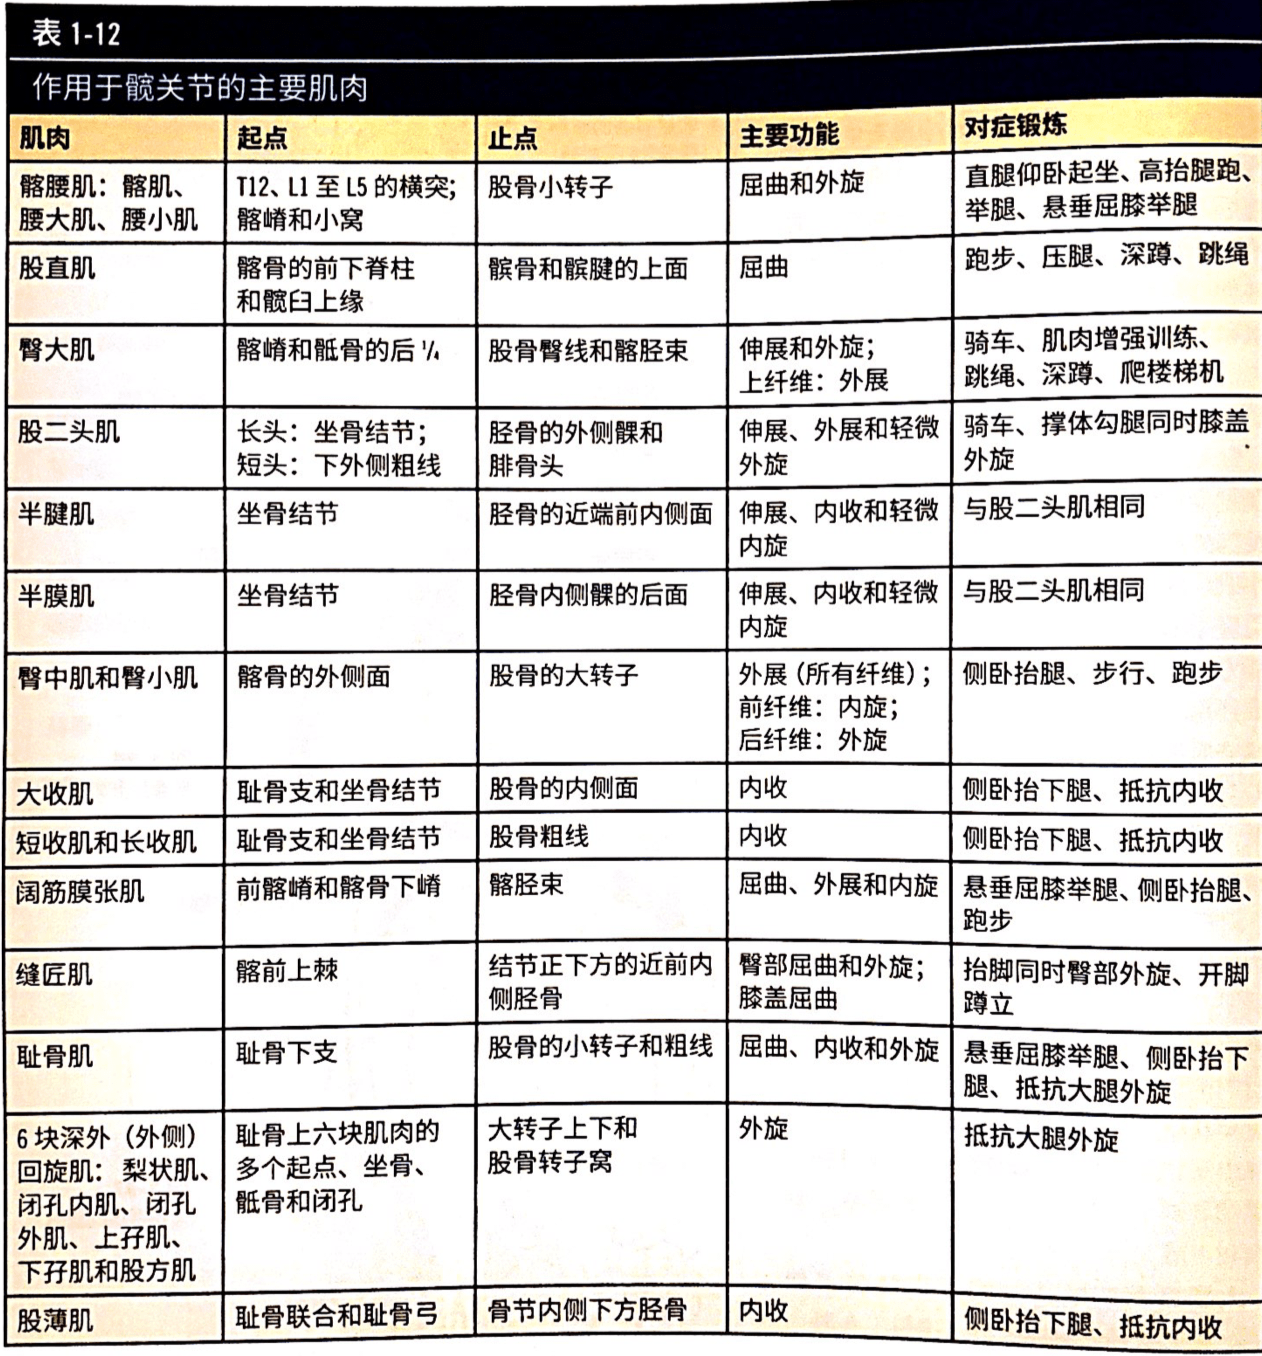 表 1-12
作用于髋关节的主要肌肉
肌肉 起点 止点 主要功能 对症锻炼
髂腰肌：髂肌、
腰大肌、腰小肌
T12、L1 至 L5 的横突；
髂嵴和小窝
股骨小转子
屈曲和外旋
直腿仰卧起坐、高抬腿跑、
举腿、悬垂屈膝举腿
股直肌
髂骨的前下脊柱
和髋臼上缘
髌骨和髌腱的上面
屈曲
跑步、压腿、深蹲、跳绳
臀大肌
髂嵴和骶骨的后 1/4
股骨臀线和髂胫束
伸展和外旋；
上纤维：外展
骑车、肌肉增强训练、
跳绳、深蹲、爬楼梯机
股二头肌
长头：坐骨结节；
短头：下外侧粗线
胫骨的外侧髁和
腓骨头
伸展、外展和轻微
外旋
骑车、撑体勾腿同时膝盖
外旋
半腱肌
坐骨结节
胫骨的近端前内侧面
伸展、内收和轻微
内旋
与股二头肌相同
半膜肌
坐骨结节
胫骨内侧髁的后面
伸展、内收和轻微
内旋
与股二头肌相同
臀中肌和臀小肌
髂骨的外侧面
股骨的大转子
外展（所有纤维）；
前纤维：内旋；
后纤维：外旋
侧卧抬腿、步行、跑步
大收肌
耻骨支和坐骨结节
股骨的内侧面
内收
侧卧抬下腿、抵抗内收
短收肌和长收肌
耻骨支和坐骨结节
股骨粗线
内收
侧卧抬下腿、抵抗内收
阔筋膜张肌
前髂嵴和髂骨下嵴
髂胫束
屈曲、外展和内旋
悬垂屈膝举腿、侧卧抬腿、
跑步
缝匠肌
髂前上棘
结节正下方的近前内
侧胫骨
臀部屈曲和外旋；
膝盖屈曲
抬脚同时臀部外旋、开脚
蹲立
耻骨肌
耻骨下支
股骨的小转子和粗线
屈曲、内收和外旋
悬垂屈膝举腿、侧卧抬下
腿、抵抗大腿外旋
6 块深外（外侧）
回旋肌：梨状肌、
闭孔内肌、闭孔
外肌、上孖肌、
下孖肌和股方肌
耻骨上六块肌肉的
多个起点、坐骨、
骶骨和闭孔
大转子上下和
股骨转子窝
外旋
抵抗大腿外旋
股薄肌
耻骨联合和耻骨弓
骨节内侧下方胫骨
内收
侧卧抬下腿、抵抗内收